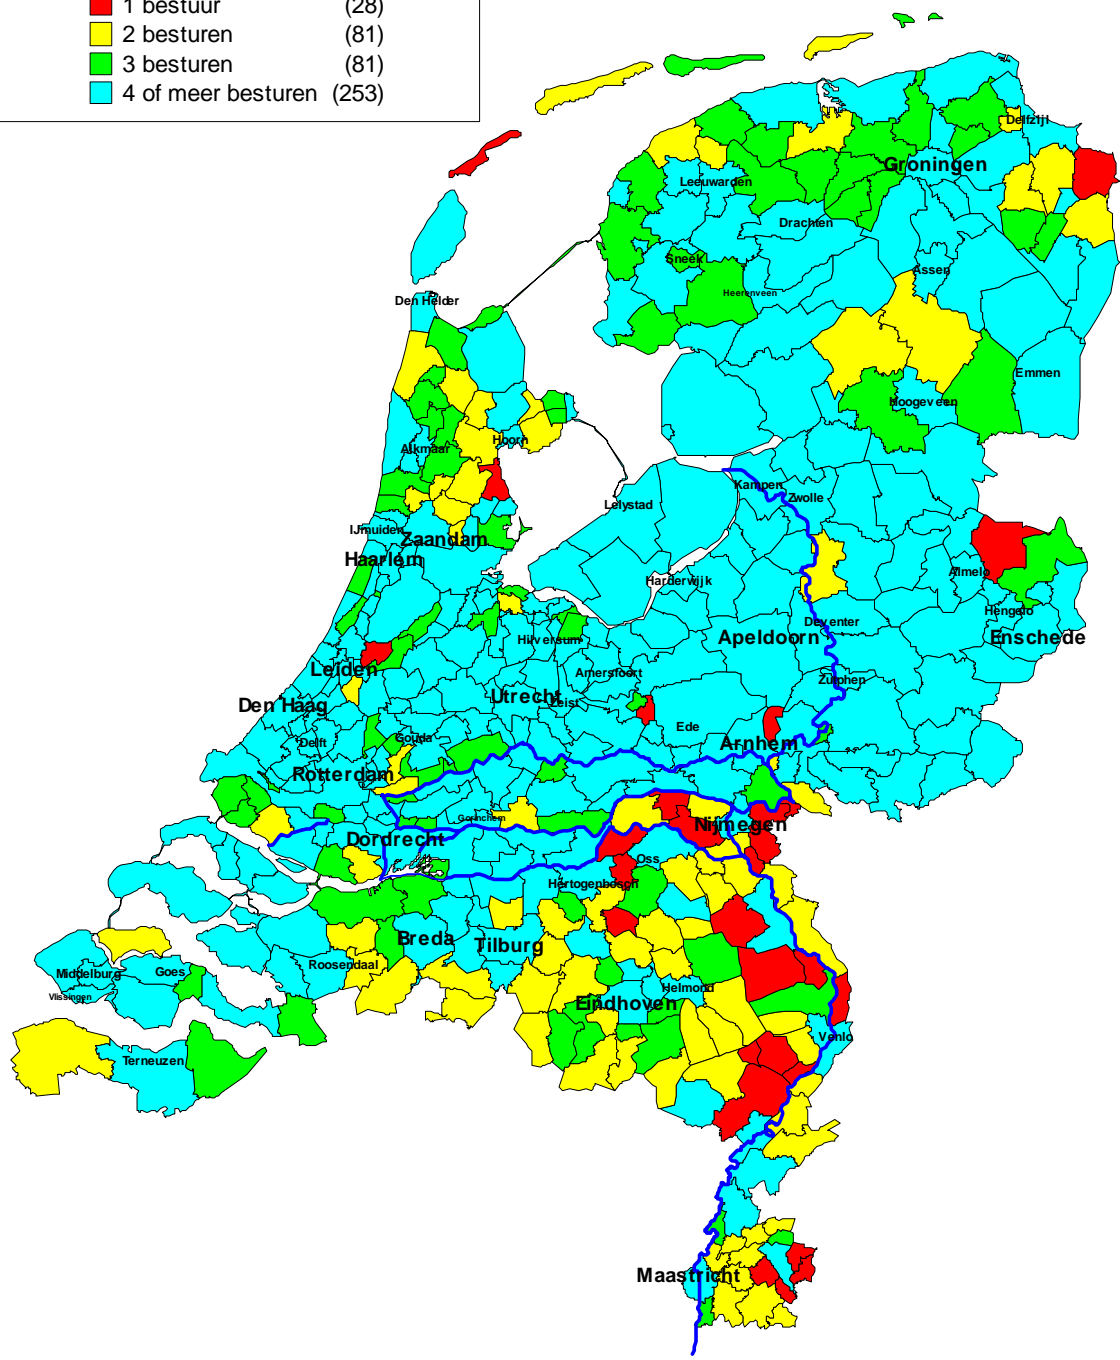 1 bestuur (28)
2 besturen (81)
3 besturen (81)
4 of meer besturen (253)
Delfzijl
Groningen
Leeuwarden
Drachten
Sneek
Assen
Heerenveen
Den Helder
Emmen
Hoogeveen
Hoorn
Alkmaar
Kampen
Zwolle
Lelystad
IJmuiden
Zaandam
Haarlem
Almelo
Harderwijk
Hengelo
Deventer
Hilversum
Apeldoorn
Enschede
Leiden
Amersfoort
Zutphen
Utrecht
Zeist
Den Haag
Ede
Gouda
Delft
Arnhem
Rotterdam
Gorinchem
Nijmegen
Dordrecht
Oss
Hertogenbosch
Breda
Tilburg
Roosendaal
Middelburg
Goes
Helmond
Vlissingen
Eindhoven
Venlo
Terneuzen
Maastricht